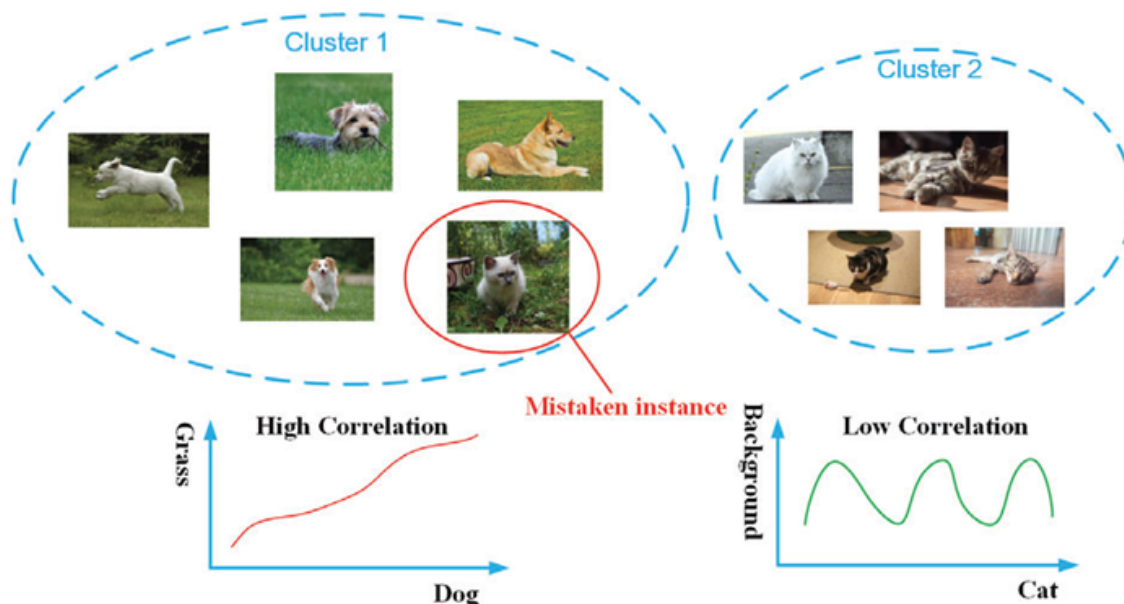 Cluster 1
Cluster 2
Mistaken instance
High Correlation
Grass
Dog
Low Correlation
Background
Cat